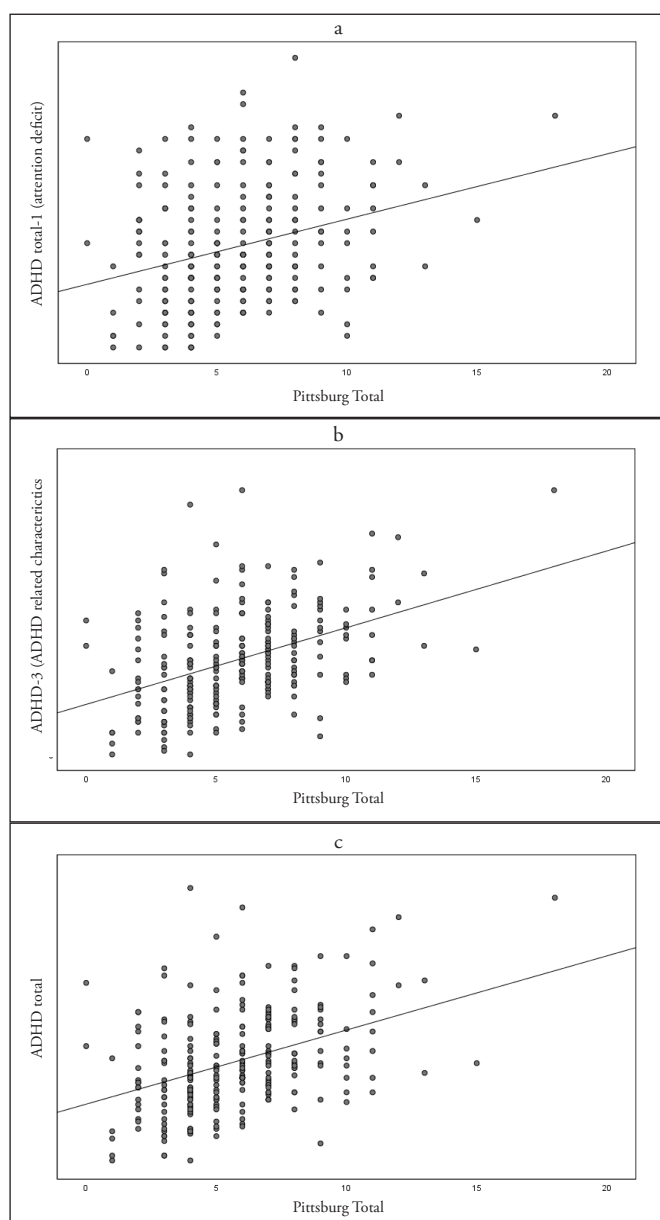 a
ADHD total-1 (attention deficit)
0 5 10 15 20
Pittsburg Total
b
ADHD-3 (ADHD related characterictics
0 5 10 15 20
Pittsburg Total
c
ADHD total
0 5 10 15 20
Pittsburg Total